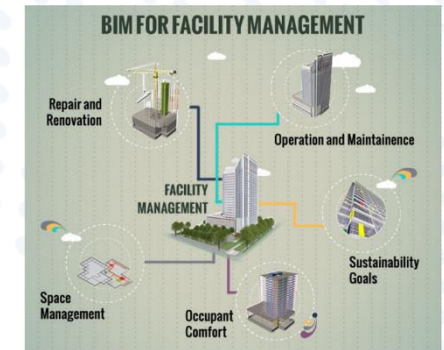 BIM FOR FACILITY MANAGEMENT
Repair and
Renovation
Operation and Maintainence
FACILITY
MANAGEMENT
Sustainability
Goals
Space
Management
Occupant
Comfort